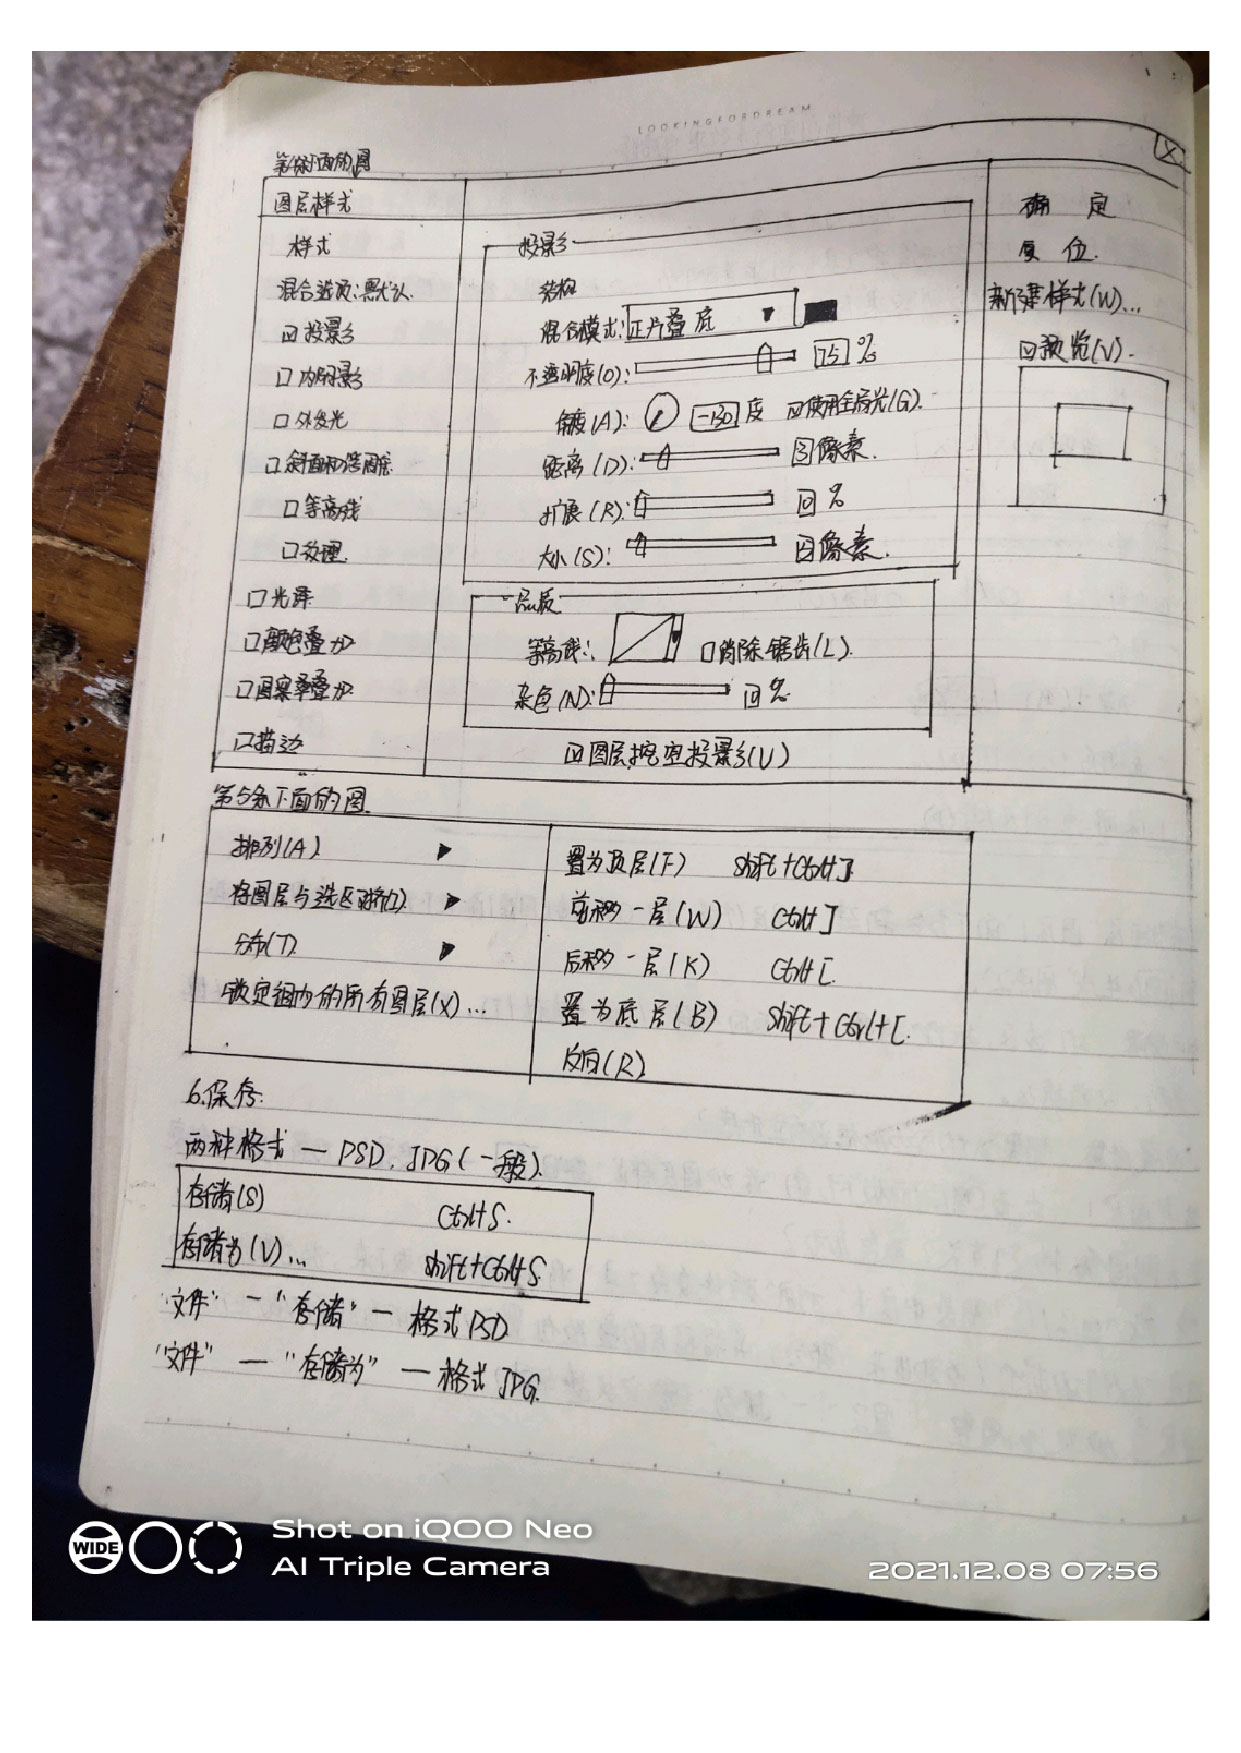 LOOKINGFORDREAM
下面的图
X
图层样式
样式
混合选项:默认
投影
内阴影
外发光
斜面和浮雕
等高线
纹理
光泽
颜色叠加
图案叠加
描边
投影
结构
混合模式:正片叠底
不透明度(O): 75 %
角度(A): -130 度 使用全局光(G).
距离(D): 像素.
扩展(R): 0 %
大小(S): 像素.
品质
等高线: 消除锯齿(L).
杂色(N): 0 %
图层挖空投影(U)
确 定
复 位.
新建样式(W)...
预览(V).
第5条下面的图
排列(A)
将图层与选区对齐(I)
分布(T)
锁定组内的所有图层(X)...
置为顶层(F) Shift+Ctrl+]
前移一层(W) Ctrl+]
后移一层(K) Ctrl+[
置为底层(B) Shift+Ctrl+[
反向(R)
6.保存:
两种格式 — PSD, JPG(一般).
存储(S) Ctrl+S.
存储为(V)... Shift+Ctrl+S
"文件" — "存储" — 格式PSD
"文件" — "存储为" — 格式JPG.
WIDE
Shot on iQOO Neo
AI Triple Camera
2021.12.08 07:56